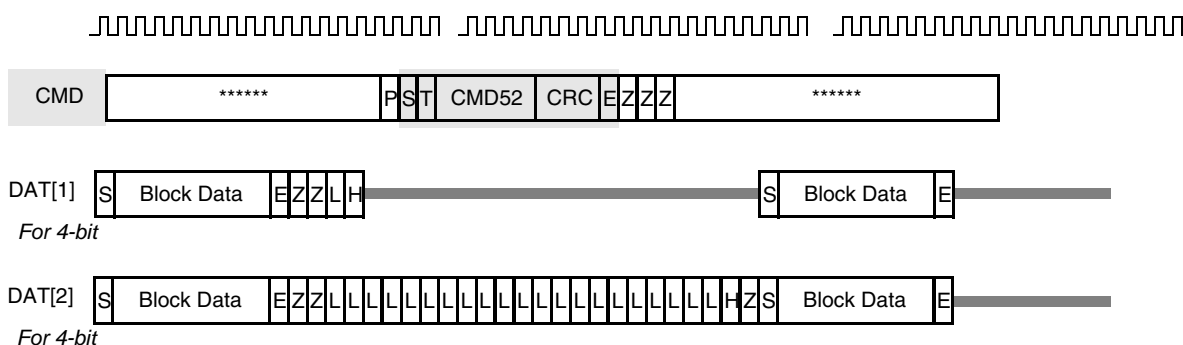 CMD ****** P S T CMD52 CRC E Z Z Z ******
DAT[1] S Block Data E Z Z L H S Block Data E
For 4-bit
DAT[2] S Block Data E Z Z L L L L L L L L L L L L L L L L L L L L L L H Z S Block Data E
For 4-bit